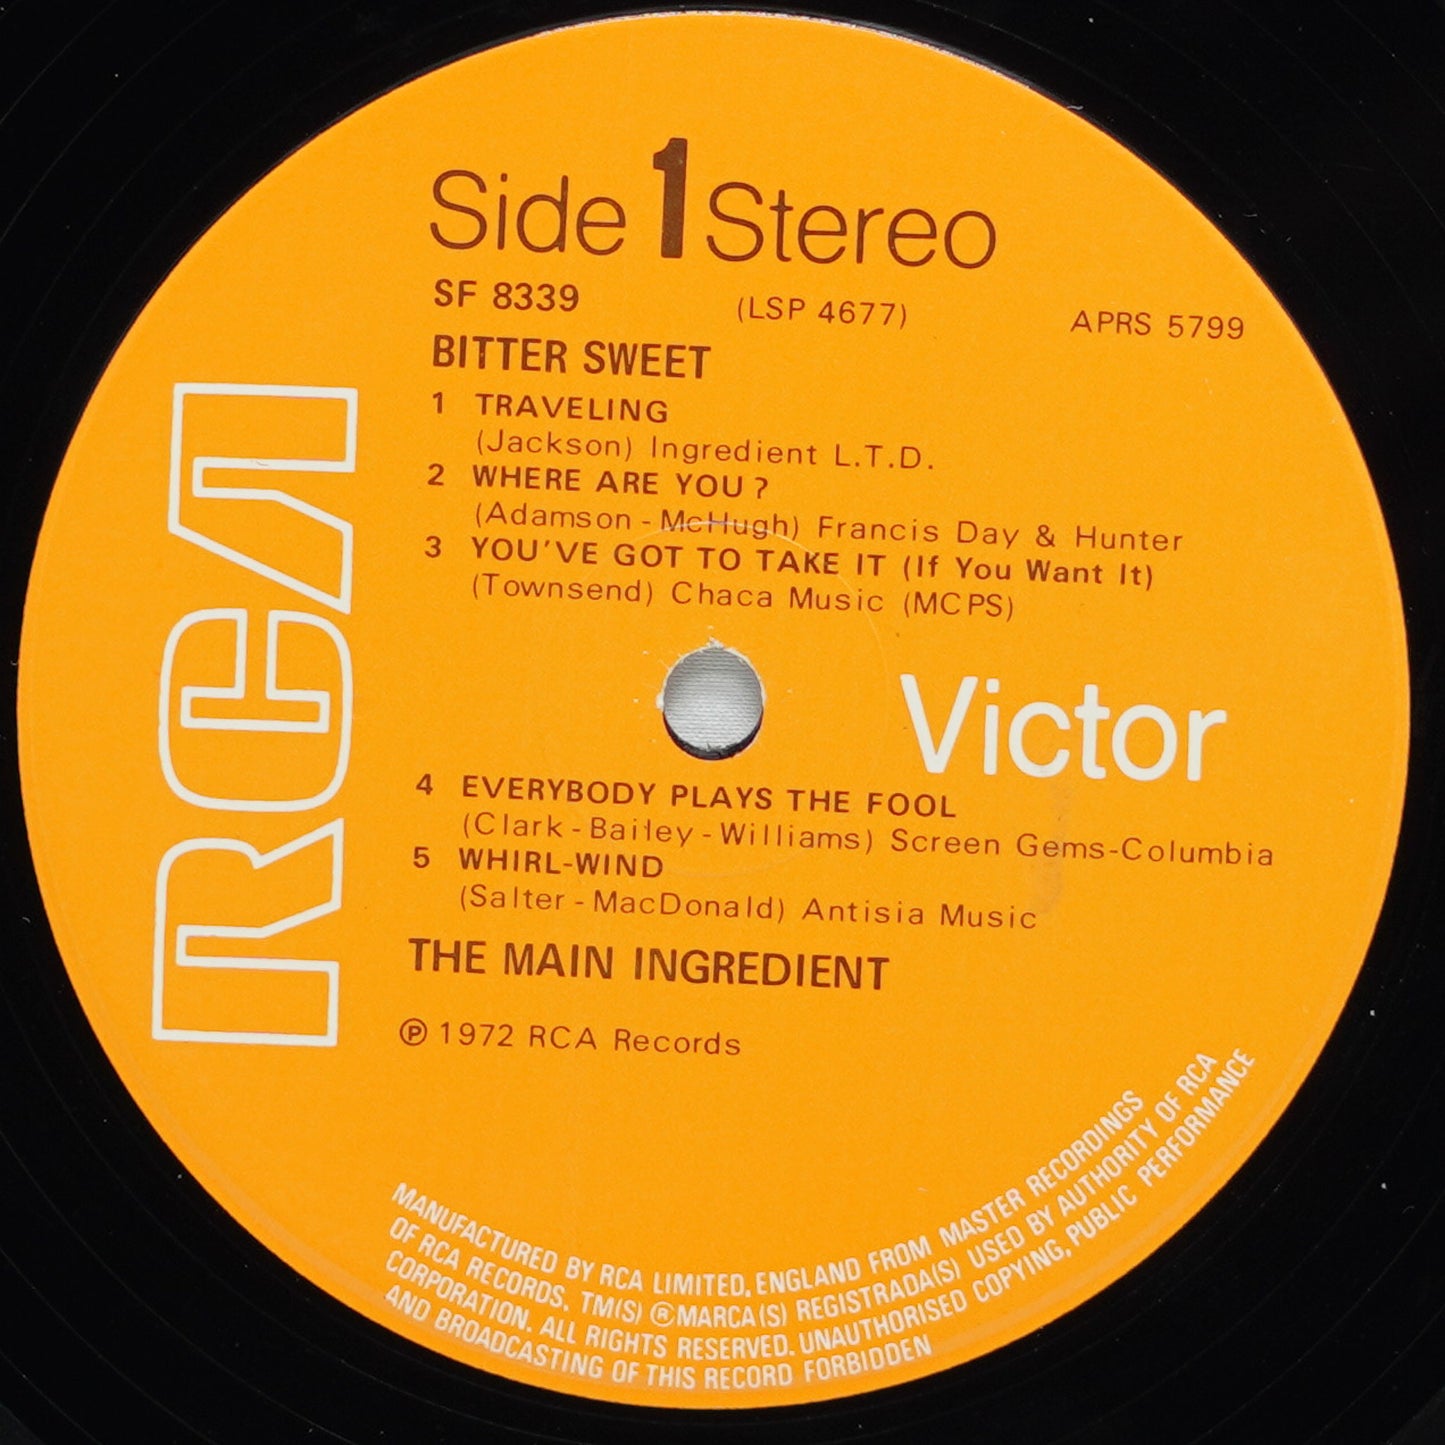 Side 1 Stereo
SF 8339 (LSP 4677) APRS 5799
BITTER SWEET
1 TRAVELING
(Jackson) Ingredient L.T.D.
2 WHERE ARE YOU?
(Adamson - McHugh) Francis Day & Hunter
3 YOU'VE GOT TO TAKE IT (If You Want It)
(Townsend) Chaca Music (MCPS)
RCA Victor
4 EVERYBODY PLAYS THE FOOL
(Clark - Bailey - Williams) Screen Gems-Columbia
5 WHIRL-WIND
(Salter - MacDonald) Antisia Music
THE MAIN INGREDIENT
℗ 1972 RCA Records
MANUFACTURED BY RCA LIMITED, ENGLAND FROM MASTER RECORDINGS
OF RCA RECORDS. TM(S) ® MARCA(S) REGISTRADA(S) USED BY AUTHORITY OF RCA
CORPORATION. ALL RIGHTS RESERVED. UNAUTHORISED COPYING, PUBLIC PERFORMANCE
AND BROADCASTING OF THIS RECORD FORBIDDEN